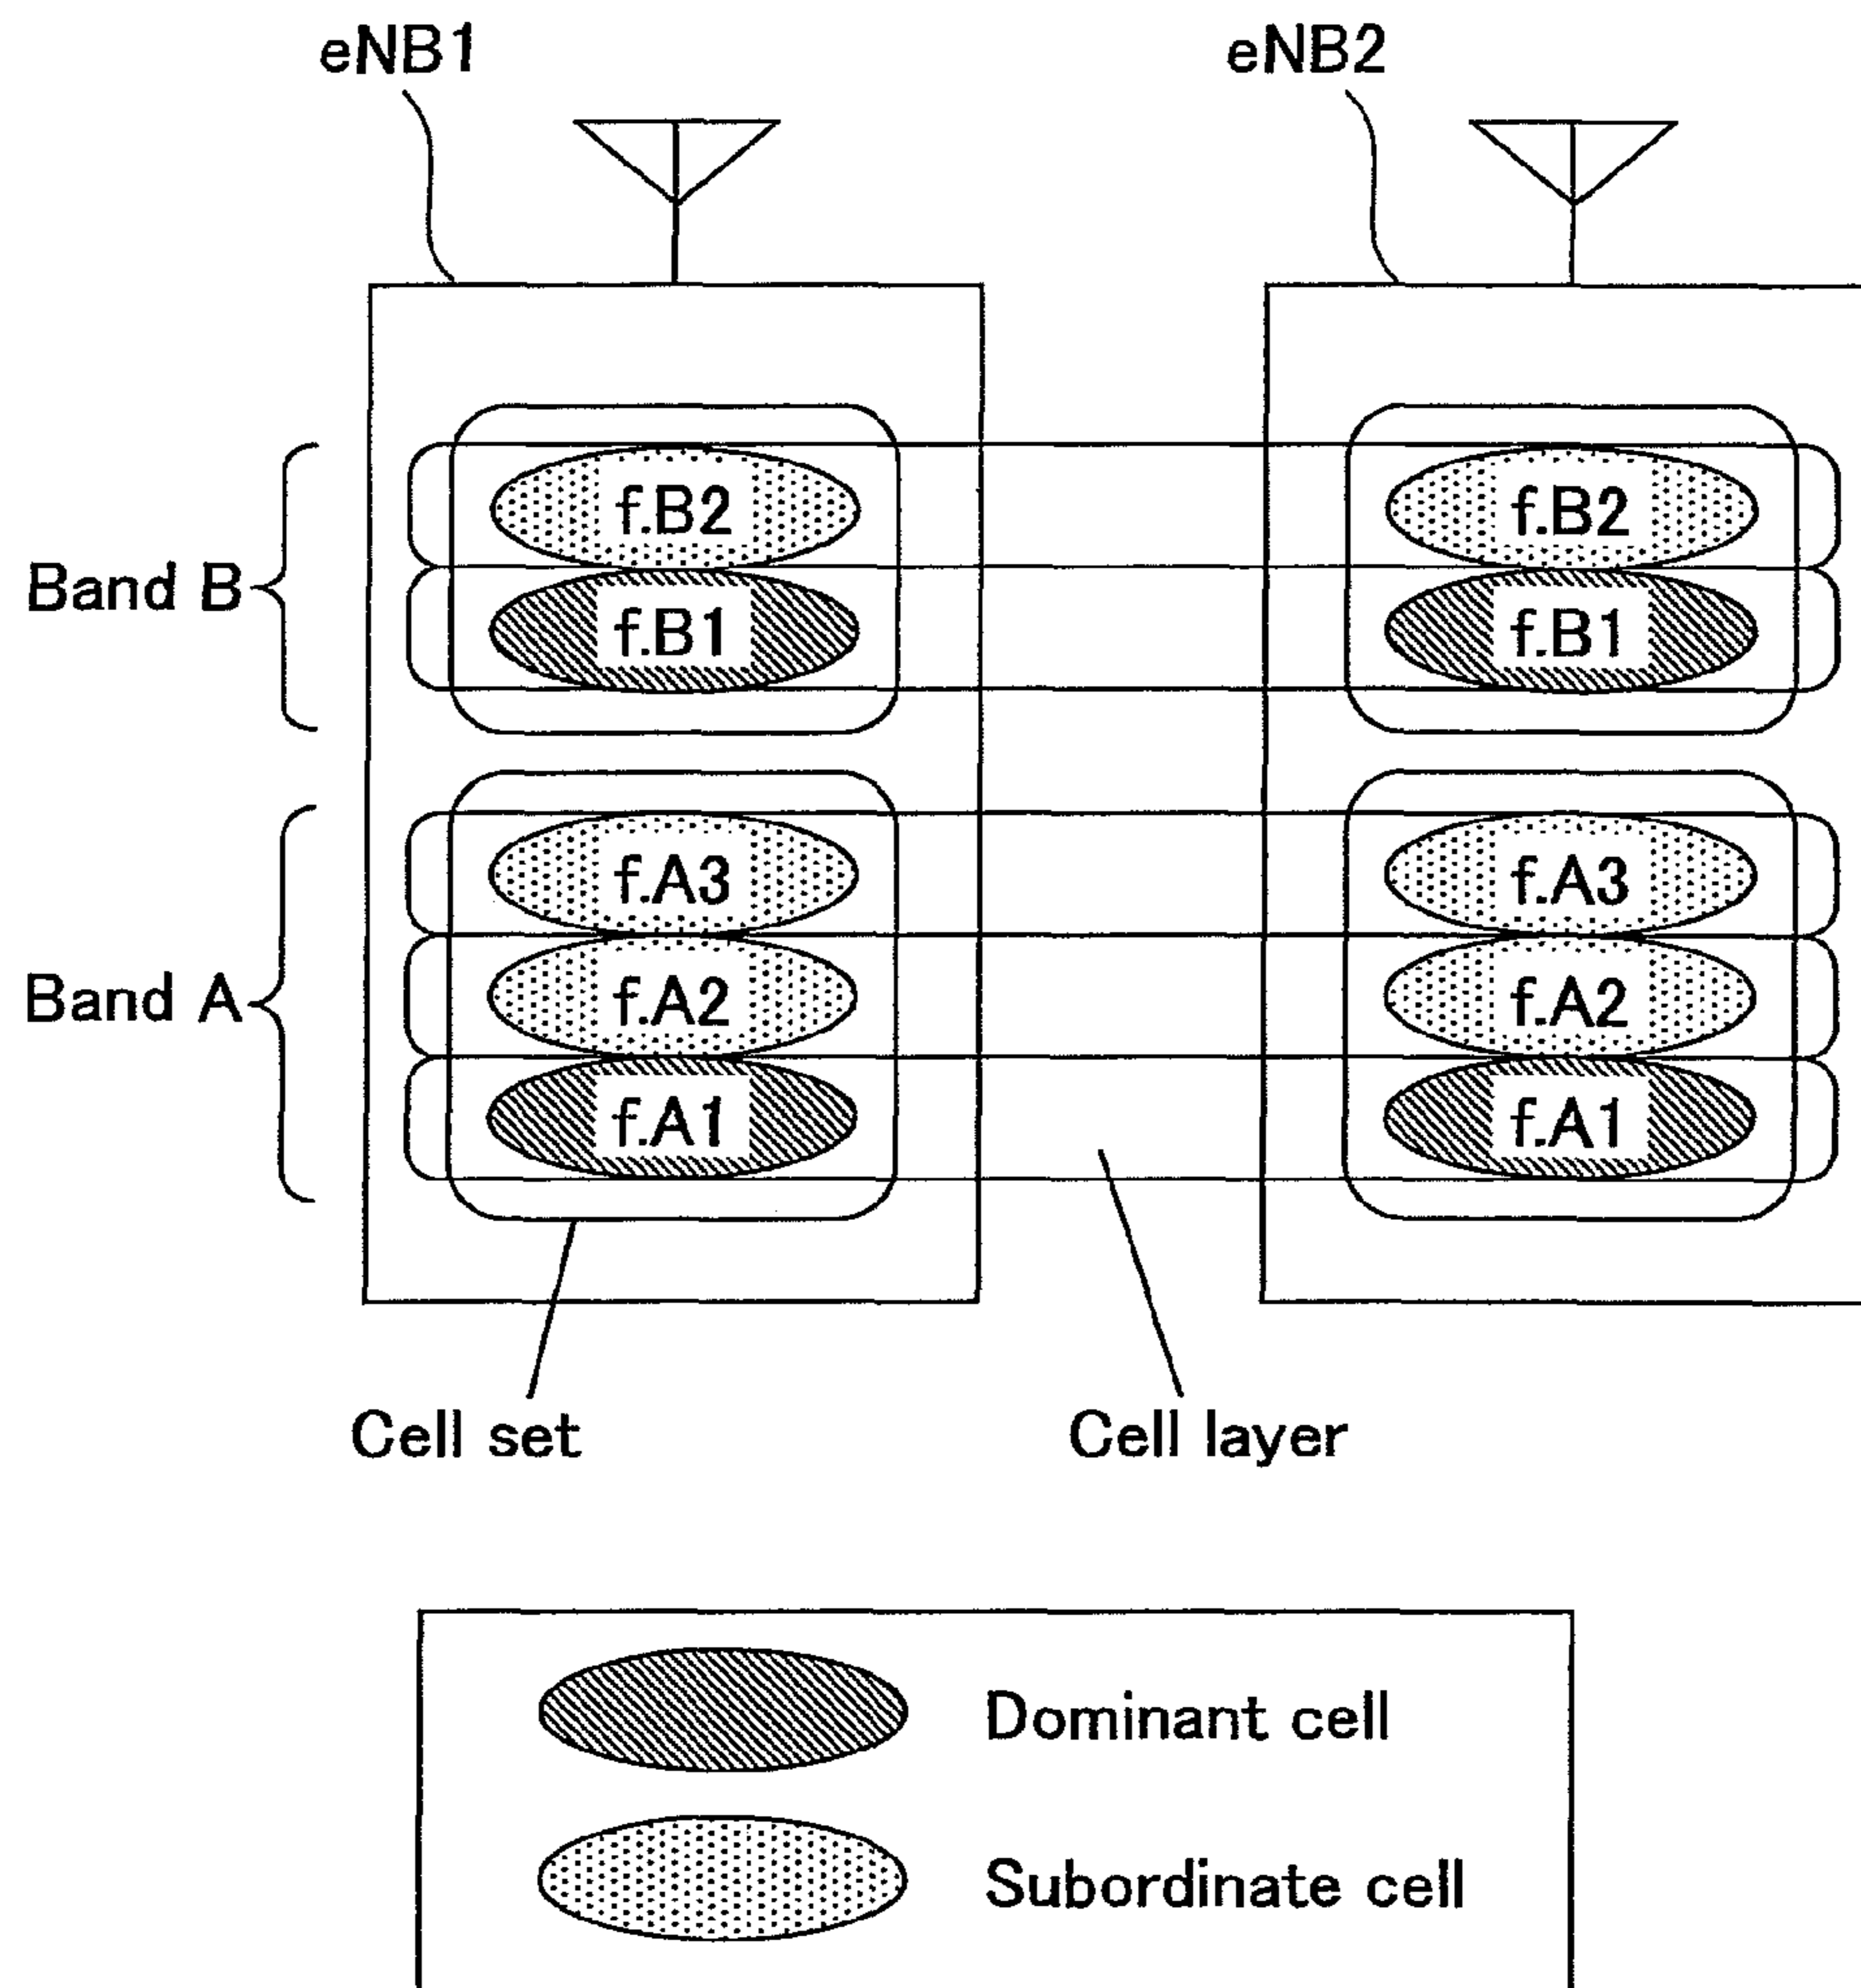 eNB1
eNB2
Band B
f.B2
f.B2
f.B1
f.B1
Band A
f.A3
f.A3
f.A2
f.A2
f.A1
f.A1
Cell set
Cell layer
Dominant cell
Subordinate cell